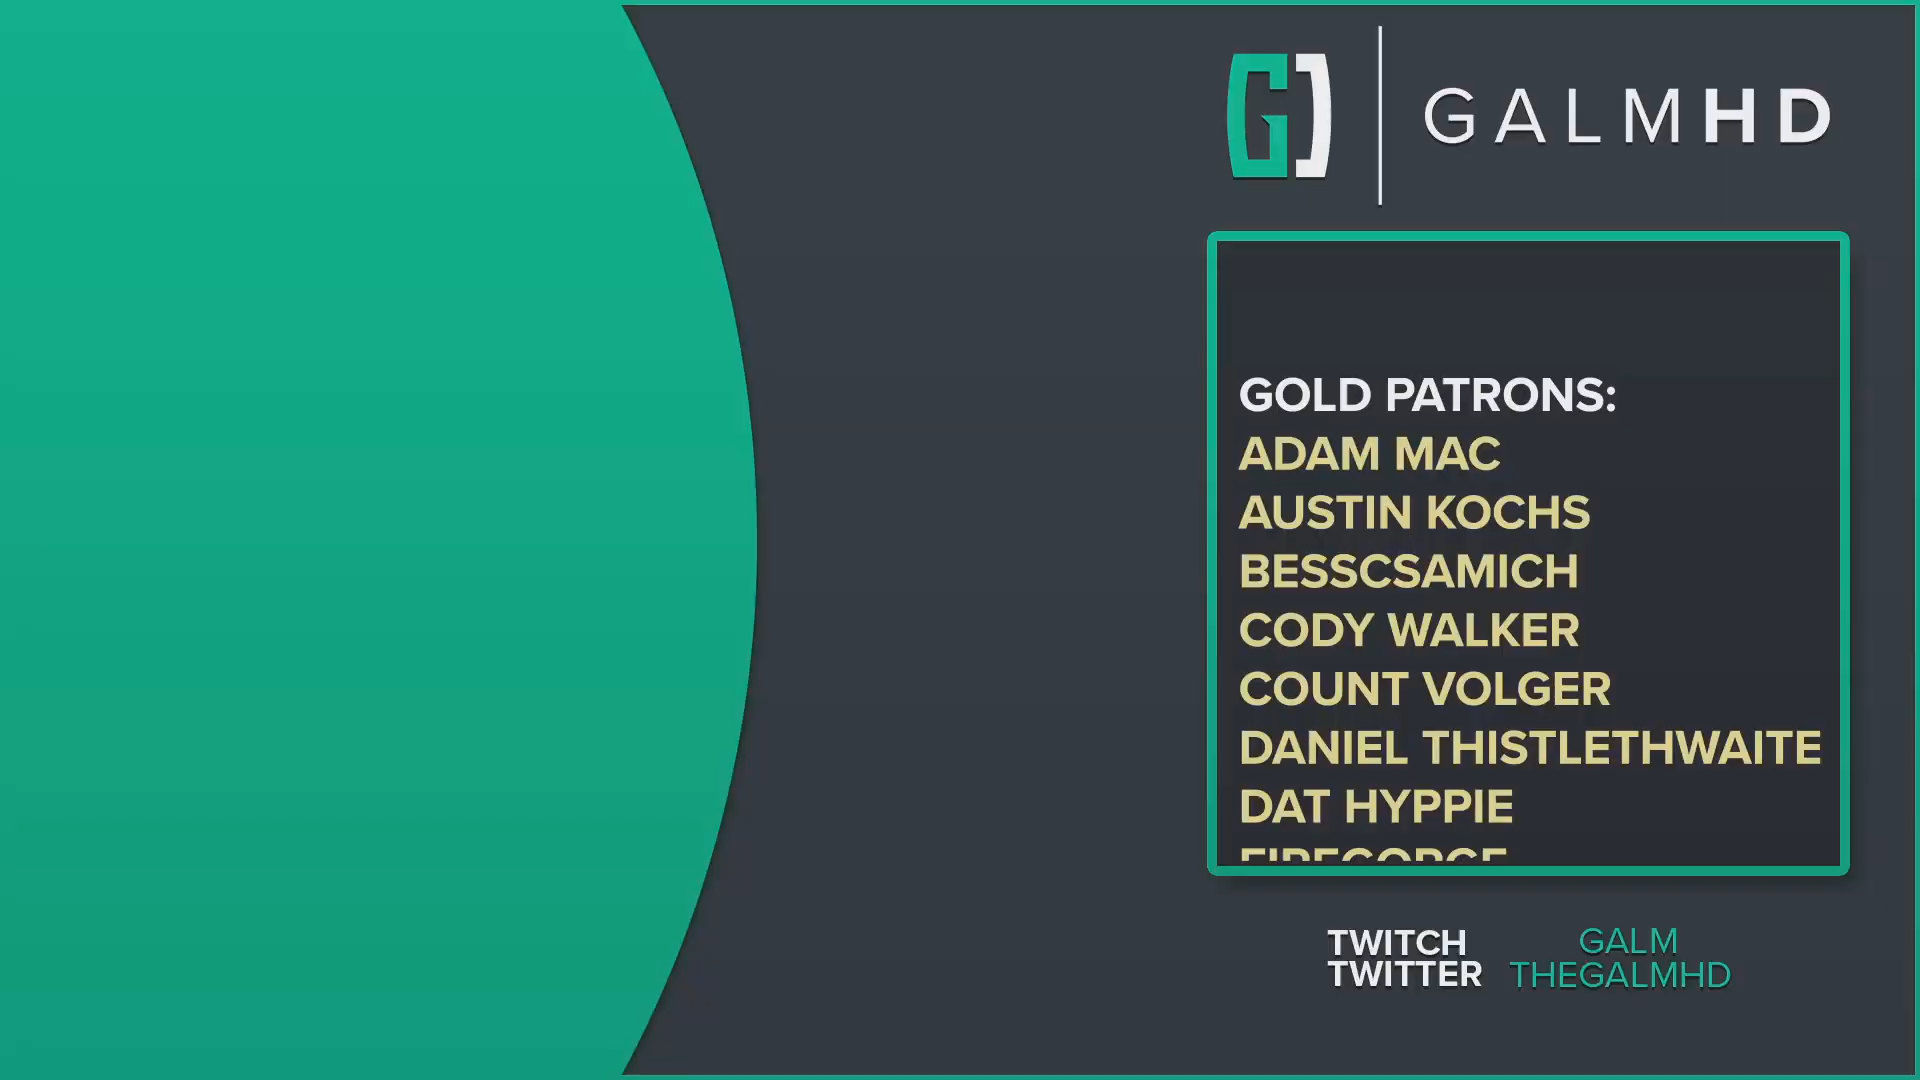 GALMHD
GOLD PATRONS:
ADAM MAC
AUSTIN KOCHS
BESSCSAMICH
CODY WALKER
COUNT VOLGER
DANIEL THISTLETHWAITE
DAT HYPPIE
TWITCH GALM
TWITTER THEGALMHD